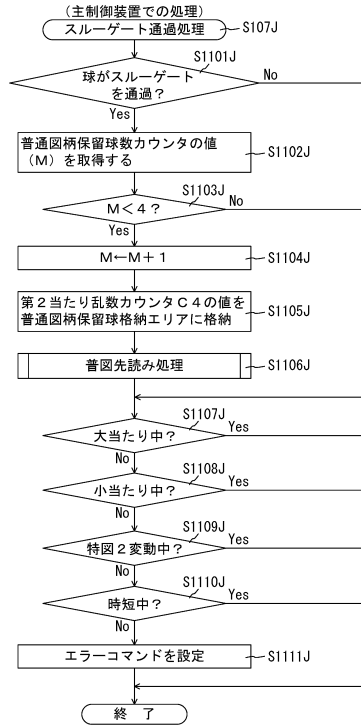 (主制御装置での処理)
スルーゲート通過処理 S107J
S1101J
球がスルーゲート
を通過？
No
Yes
普通図柄保留球数カウンタの値
（M）を取得する
S1102J
S1103J
M＜4？
No
Yes
M←M＋1
S1104J
第2当たり乱数カウンタC4の値を
普通図柄保留球格納エリアに格納
S1105J
普図先読み処理
S1106J
S1107J
大当たり中？
Yes
No
S1108J
小当たり中？
Yes
No
S1109J
特図2変動中？
Yes
No
S1110J
時短中？
Yes
No
エラーコマンドを設定
S1111J
終 了